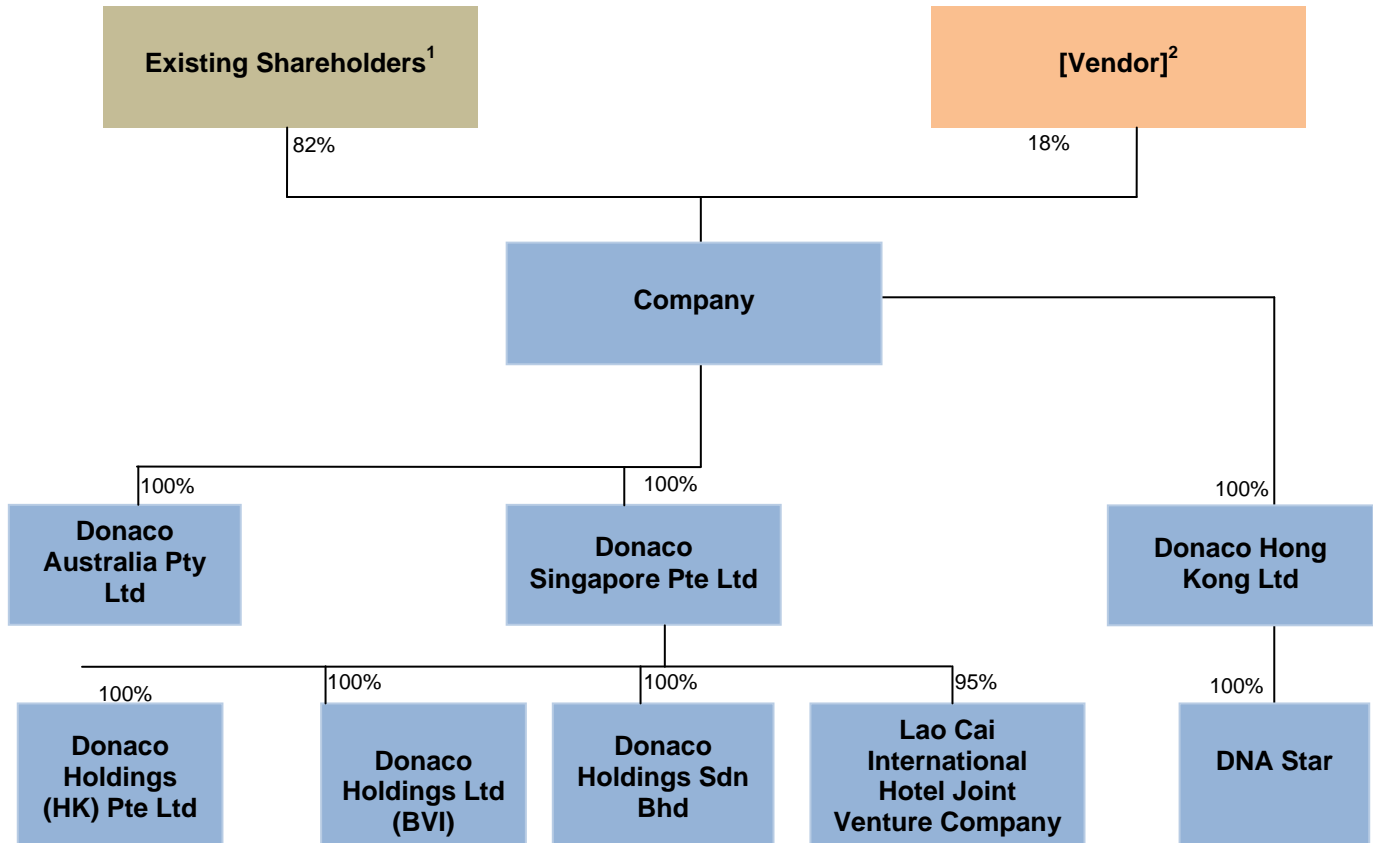 Existing Shareholders1
[Vendor]2
82%
18%
Company
100%
100%
100%
Donaco
Australia Pty
Ltd
Donaco
Singapore Pte Ltd
Donaco Hong
Kong Ltd
100%
100%
100%
95%
100%
Donaco
Holdings
(HK) Pte Ltd
Donaco
Holdings Ltd
(BVI)
Donaco
Holdings Sdn
Bhd
Lao Cai
International
Hotel Joint
Venture Company
DNA Star